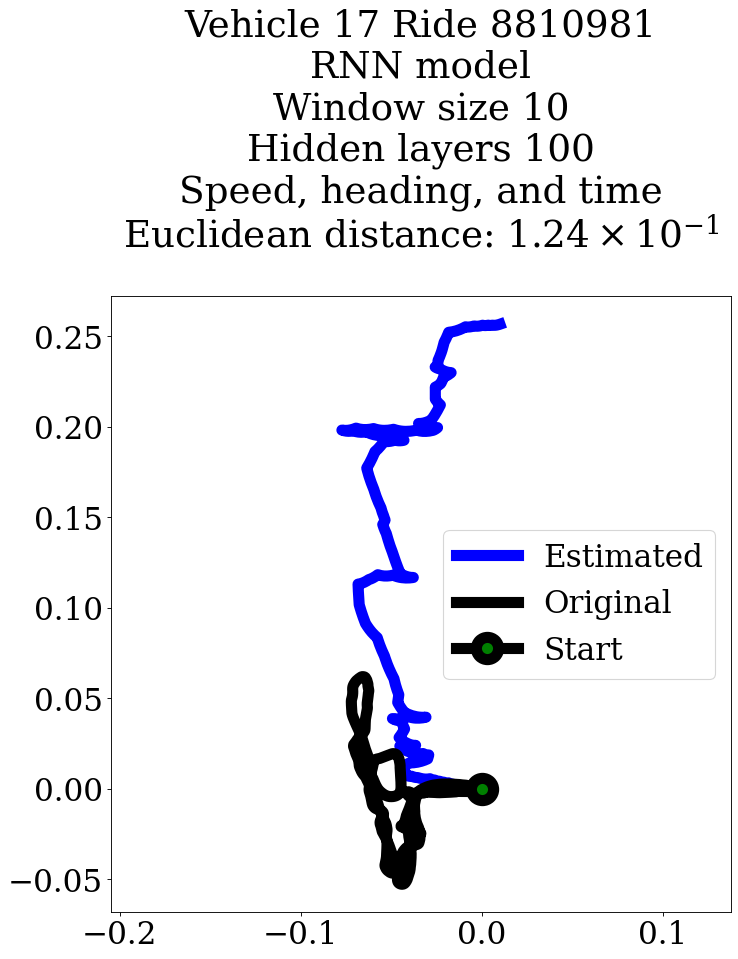 Vehicle 17 Ride 8810981
RNN model
Window size 10
Hidden layers 100
Speed, heading, and time
Euclidean distance: 1.24 × 10⁻¹
0.25
0.20
0.15
0.10
0.05
0.00
−0.05
Estimated
Original
Start
−0.2 −0.1 0.0 0.1